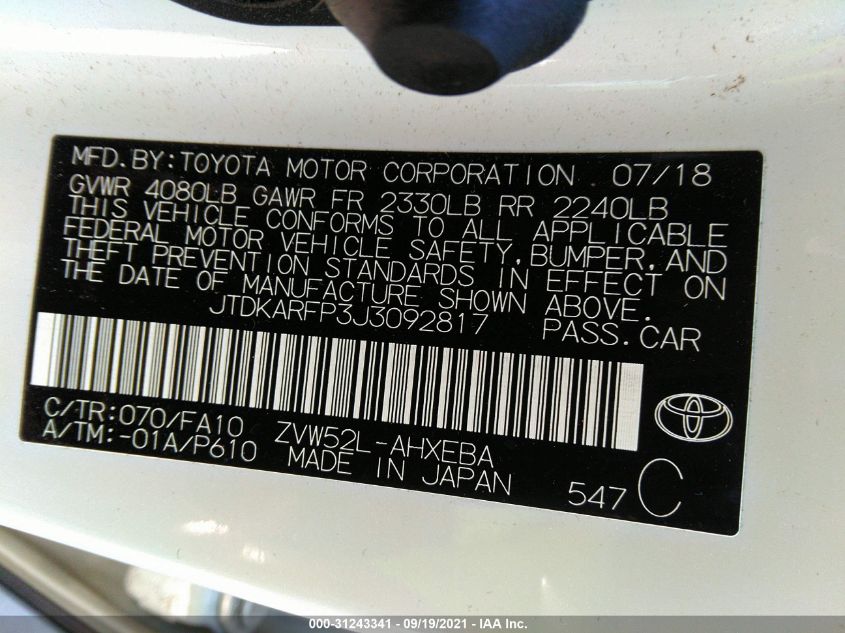 MFD.BY:TOYOTA MOTOR CORPORATION 07/18
GVWR 4080LB GAWR FR 2330LB RR 2240LB
THIS VEHICLE CONFORMS TO ALL APPLICABLE
FEDERAL MOTOR VEHICLE SAFETY,BUMPER,AND
THEFT PREVENTION STANDARDS IN EFFECT ON
THE DATE OF MANUFACTURE SHOWN ABOVE.
JTDKARFP3J3092817 PASS.CAR
C/TR:070/FA10 ZVW52L-AHXEBA
A/TM:-01A/P610 MADE IN JAPAN
547 C
000-31243341 - 09/19/2021 - IAA Inc.